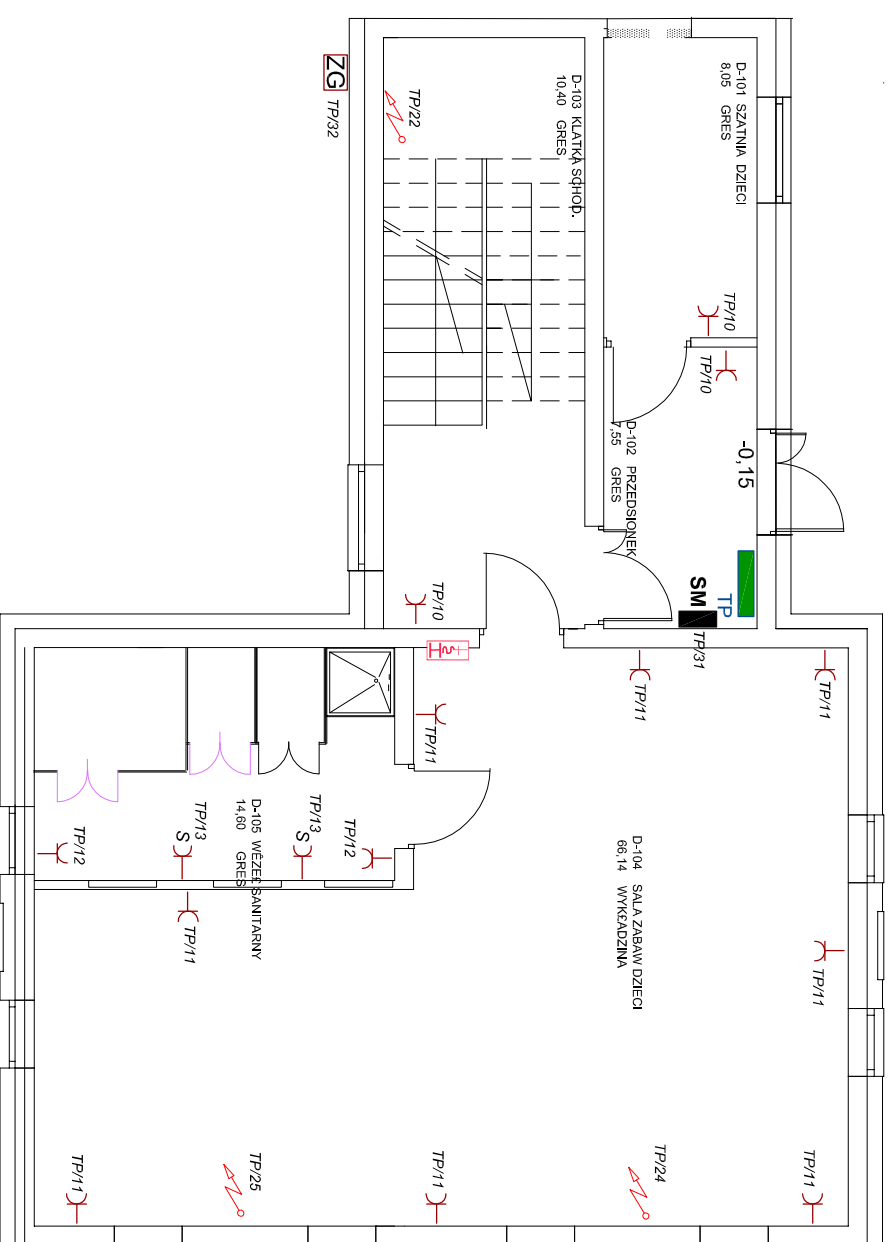 ZG
TP/32
TP/22
D-103 KLATKA SCHOD.
10,40 GRES
D-101 SZATNIA DZIECI
8,05 GRES
TP/10
TP/10
D-102 PRZEDSIONEK
7,55 GRES
-0,15
TP
SM
TP/31
TP/10
TP/11
TP/11
TP/11
D-105 WÊZE£ SANITARNY
14,60 GRES
TP/12
TP/13
S
TP/13
S
TP/12
TP/11
D-104 SALA ZABAW DZIECI
66,14 WYK£ADZINA
TP/11
TP/11
TP/25
TP/11
TP/24
TP/11